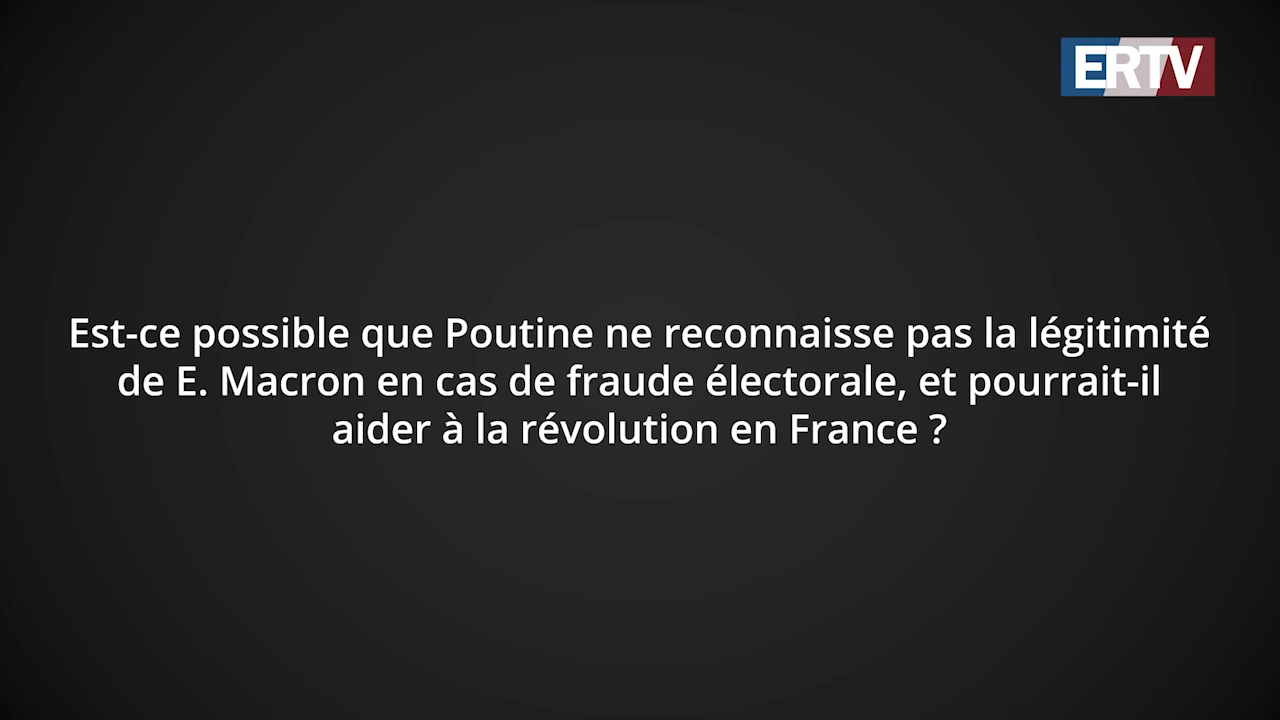 ERTV
Est-ce possible que Poutine ne reconnaisse pas la légitimité
de E. Macron en cas de fraude électorale, et pourrait-il
aider à la révolution en France ?